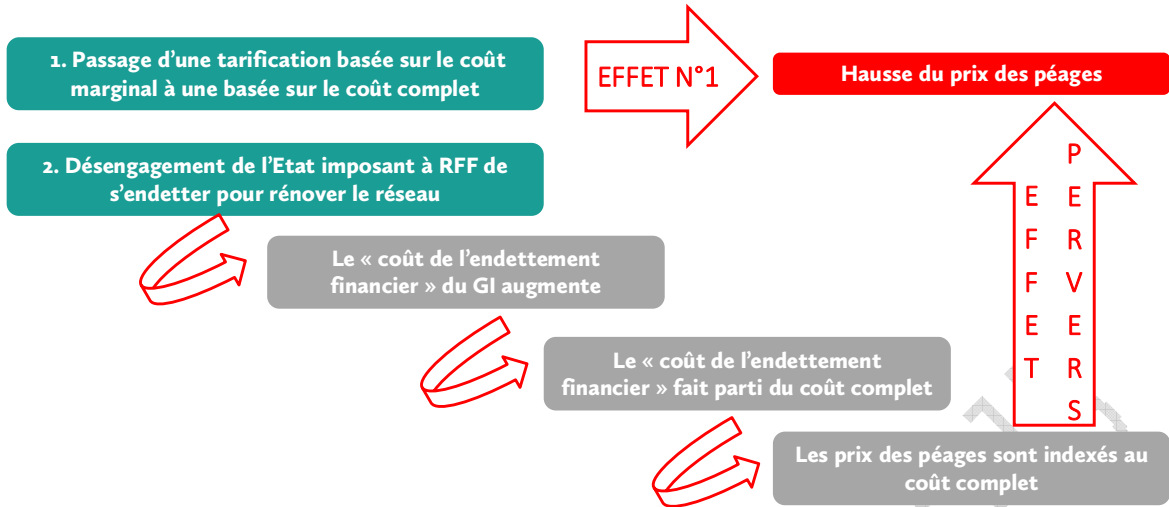 1. Passage d'une tarification basée sur le coût
marginal à une basée sur le coût complet
EFFET N°1
Hausse du prix des péages
2. Désengagement de l'Etat imposant à RFF de
s'endetter pour rénover le réseau
Le « coût de l'endettement
financier » du GI augmente
Le « coût de l'endettement
financier » fait parti du coût complet
Les prix des péages sont indexés au
coût complet
EFFET
PERVERS